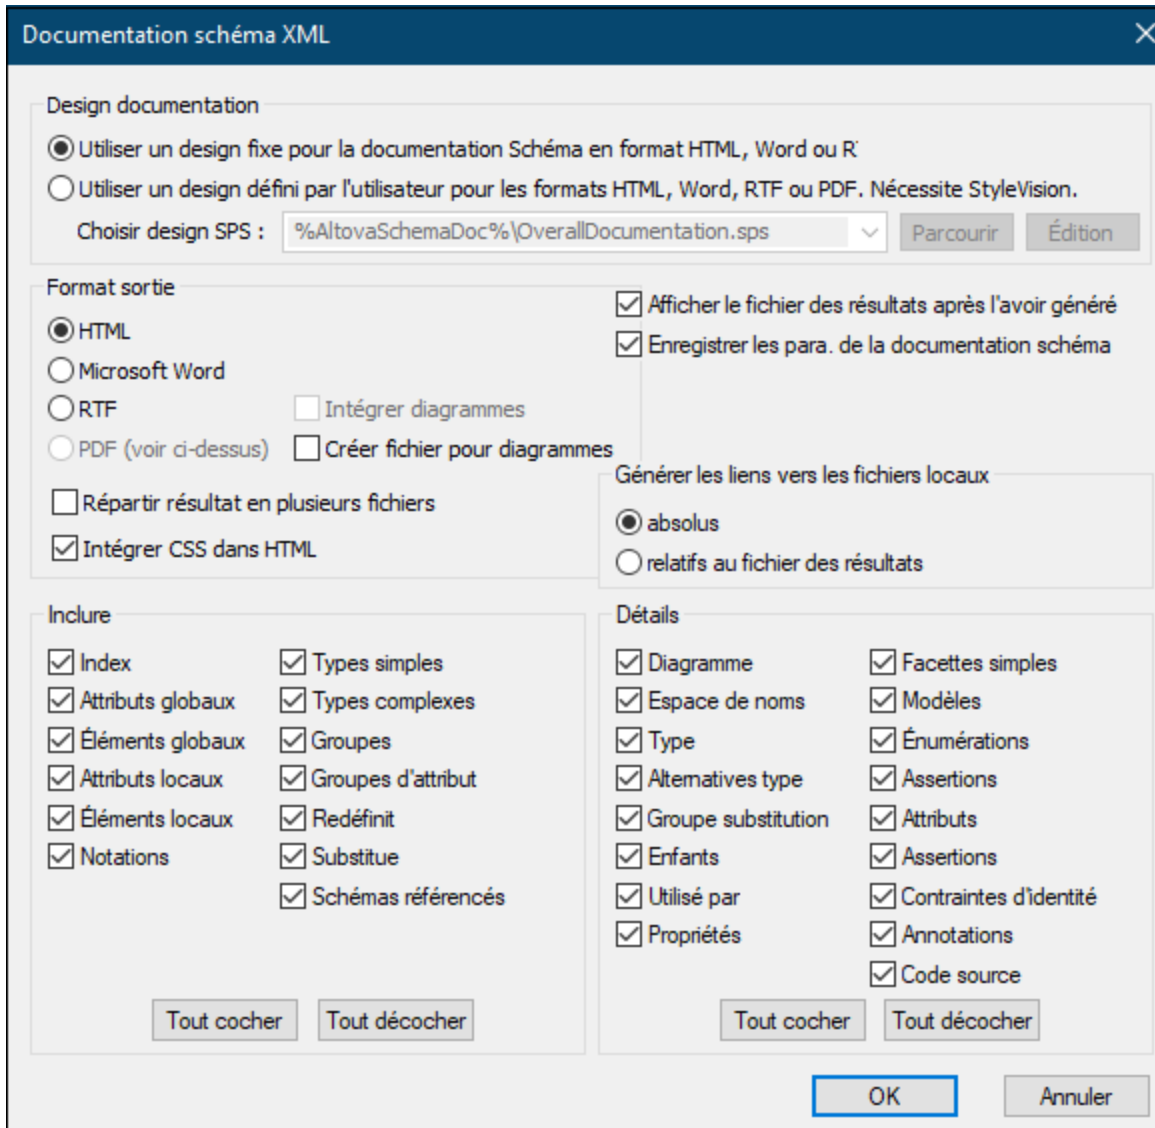 Documentation schéma XML
Design documentation
Utiliser un design fixe pour la documentation Schéma en format HTML, Word ou R
Utiliser un design défini par l'utilisateur pour les formats HTML, Word, RTF ou PDF. Nécessite StyleVision.
Choisir design SPS : %AltovaSchemaDoc%\OverallDocumentation.sps Parcourir Édition
Format sortie
HTML
Microsoft Word
RTF Intégrer diagrammes
PDF (voir ci-dessus) Créer fichier pour diagrammes
Répartir résultat en plusieurs fichiers
Intégrer CSS dans HTML
Afficher le fichier des résultats après l'avoir généré
Enregistrer les para. de la documentation schéma
Générer les liens vers les fichiers locaux
absolus
relatifs au fichier des résultats
Inclure
Index Types simples
Attributs globaux Types complexes
Éléments globaux Groupes
Attributs locaux Groupes d'attribut
Éléments locaux Redéfinit
Notations Substitue
Schémas référencés
Tout cocher Tout décocher
Détails
Diagramme Facettes simples
Espace de noms Modèles
Type Énumérations
Alternatives type Assertions
Groupe substitution Attributs
Enfants Assertions
Utilisé par Contraintes d'identité
Propriétés Annotations
Code source
Tout cocher Tout décocher
OK Annuler